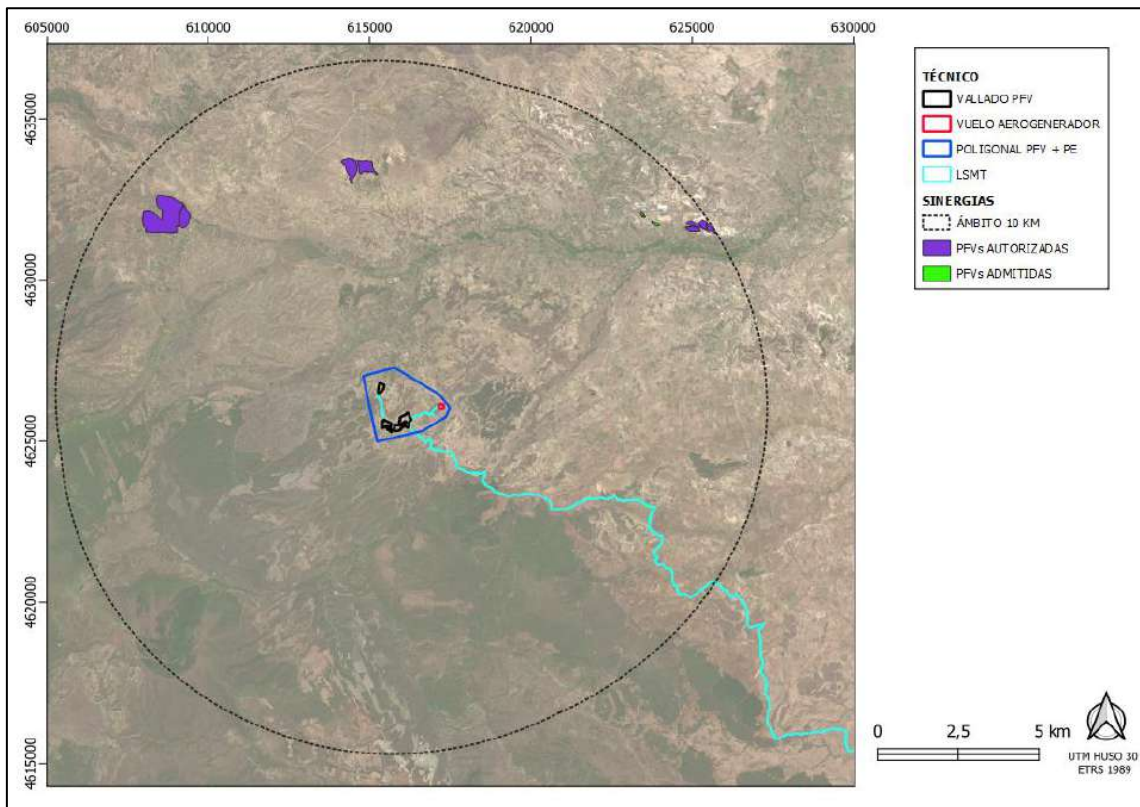 605000 610000 615000 620000 625000 630000
4635000
4630000
4625000
4620000
4615000
TÉCNICO
VALLADO PFV
VUELO AEROGENERADOR
POLIGONAL PFV + PE
LSMT
SINERGIAS
ÁMBITO 10 KM
PFVs AUTORIZADAS
PFVs ADMITIDAS
0 2,5 5 km
UTM HUSO 30
ETRS 1989